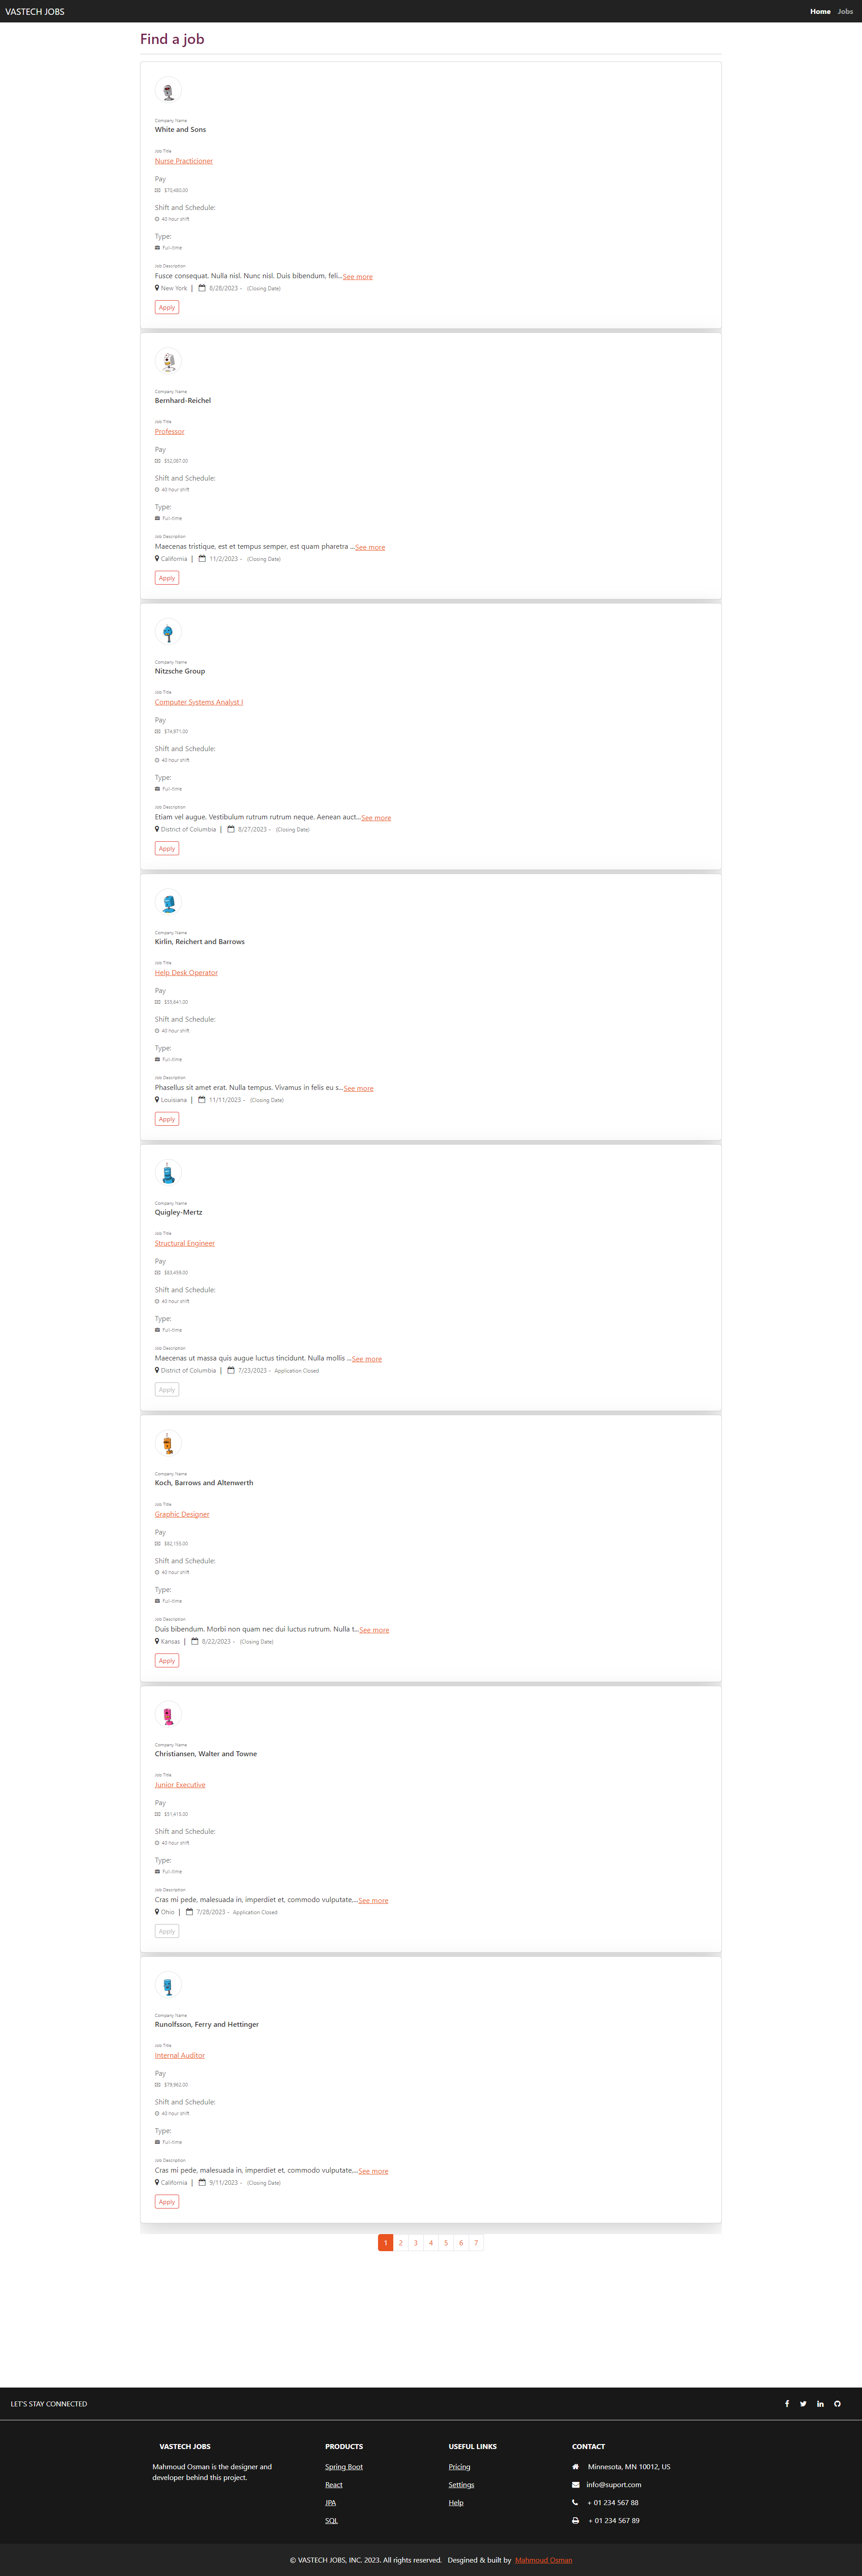 VASTECH JOBS
Home Jobs
Find a job
Company Name
White and Sons
Job Title
Nurse Practicioner
Pay
$70,480.00
Shift and Schedule:
40 hour shift
Type:
Full-time
Job Description
Fusce consequat. Nulla nisl. Nunc nisl. Duis bibendum, feli...See more
New York | 8/28/2023 - (Closing Date)
Apply
Company Name
Bernhard-Reichel
Job Title
Professor
Pay
$52,087.00
Shift and Schedule:
40 hour shift
Type:
Full-time
Job Description
Maecenas tristique, est et tempus semper, est quam pharetra ...See more
California | 11/2/2023 - (Closing Date)
Apply
Company Name
Nitzsche Group
Job Title
Computer Systems Analyst I
Pay
$74,971.00
Shift and Schedule:
40 hour shift
Type:
Full-time
Job Description
Etiam vel augue. Vestibulum rutrum rutrum neque. Aenean auct...See more
District of Columbia | 8/27/2023 - (Closing Date)
Apply
Company Name
Kirlin, Reichert and Barrows
Job Title
Help Desk Operator
Pay
$55,641.00
Shift and Schedule:
40 hour shift
Type:
Full-time
Job Description
Phasellus sit amet erat. Nulla tempus. Vivamus in felis eu s...See more
Louisiana | 11/11/2023 - (Closing Date)
Apply
Company Name
Quigley-Mertz
Job Title
Structural Engineer
Pay
$83,459.00
Shift and Schedule:
40 hour shift
Type:
Full-time
Job Description
Maecenas ut massa quis augue luctus tincidunt. Nulla mollis ...See more
District of Columbia | 7/23/2023 - Application Closed
Apply
Company Name
Koch, Barrows and Altenwerth
Job Title
Graphic Designer
Pay
$82,155.00
Shift and Schedule:
40 hour shift
Type:
Full-time
Job Description
Duis bibendum. Morbi non quam nec dui luctus rutrum. Nulla t...See more
Kansas | 8/22/2023 - (Closing Date)
Apply
Company Name
Christiansen, Walter and Towne
Job Title
Junior Executive
Pay
$51,415.00
Shift and Schedule:
40 hour shift
Type:
Full-time
Job Description
Cras mi pede, malesuada in, imperdiet et, commodo vulputate,...See more
Ohio | 7/28/2023 - Application Closed
Apply
Company Name
Runolfsson, Ferry and Hettinger
Job Title
Internal Auditor
Pay
$79,962.00
Shift and Schedule:
40 hour shift
Type:
Full-time
Job Description
Cras mi pede, malesuada in, imperdiet et, commodo vulputate,...See more
California | 9/11/2023 - (Closing Date)
Apply
1 2 3 4 5 6 7
LET'S STAY CONNECTED
VASTECH JOBS
Mahmoud Osman is the designer and
developer behind this project.
PRODUCTS
Spring Boot
React
JPA
SQL
USEFUL LINKS
Pricing
Settings
Help
CONTACT
Minnesota, MN 10012, US
info@suport.com
+ 01 234 567 88
+ 01 234 567 89
© VASTECH JOBS, INC. 2023. All rights reserved. Desgined & built by Mahmoud Osman